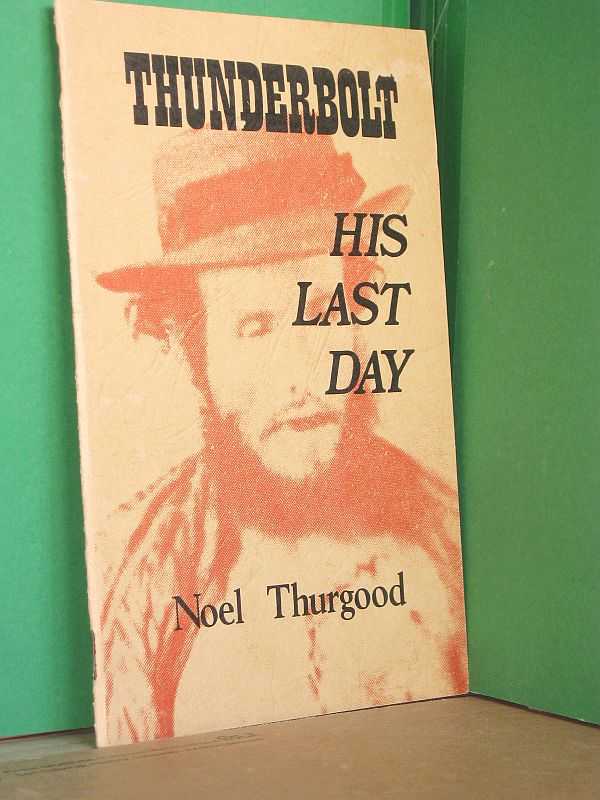 THUNDERBOLT
HIS
LAST
DAY
Noel Thurgood